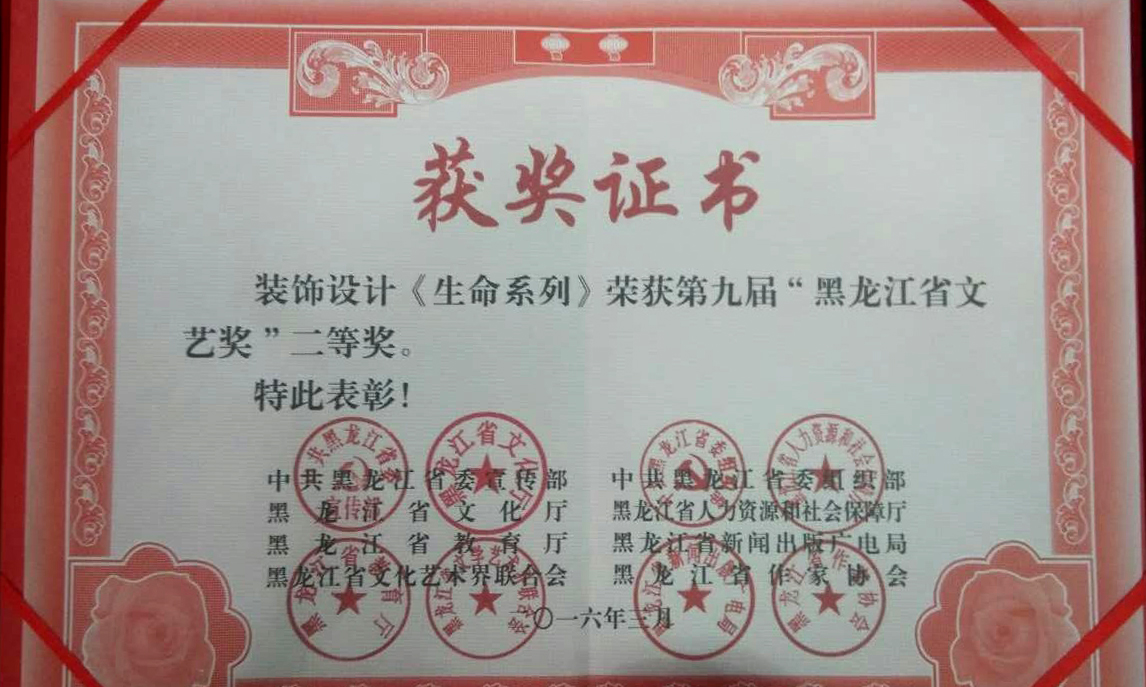 获奖证书
装饰设计《生命系列》荣获第九届“黑龙江省文
艺奖”二等奖。
特此表彰!
中共黑龙江省委宣传部 中共黑龙江省委组织部
黑龙江省文化厅 黑龙江省人力资源和社会保障厅
黑龙江省教育厅 黑龙江省新闻出版广电局
黑龙江省文化艺术界联合会 黑龙江省作家协会
二〇一六年三月